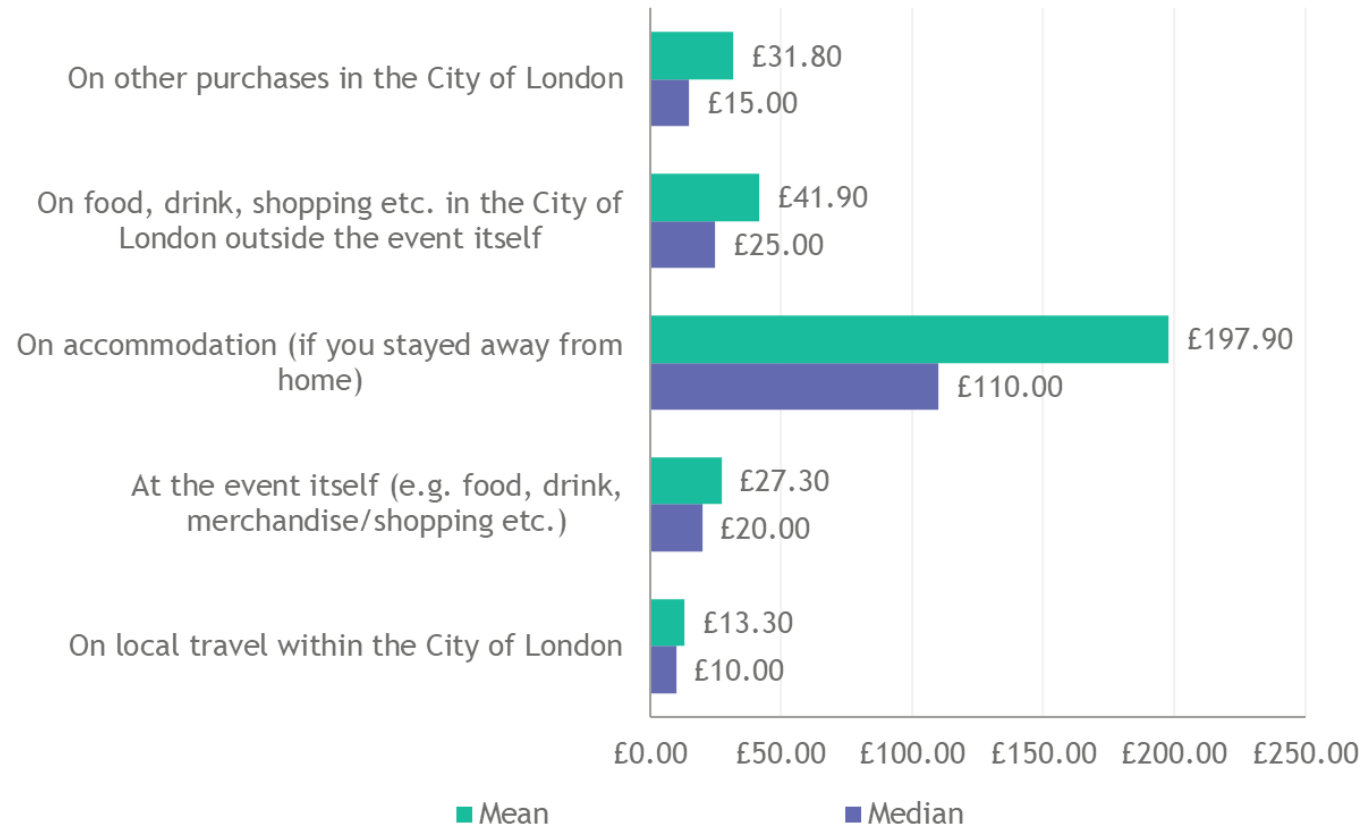 On other purchases in the City of London
£31.80
£15.00
On food, drink, shopping etc. in the City of
London outside the event itself
£41.90
£25.00
On accommodation (if you stayed away from
home)
£197.90
£110.00
At the event itself (e.g. food, drink,
merchandise/shopping etc.)
£27.30
£20.00
On local travel within the City of London
£13.30
£10.00
£0.00 £50.00 £100.00 £150.00 £200.00 £250.00
Mean Median